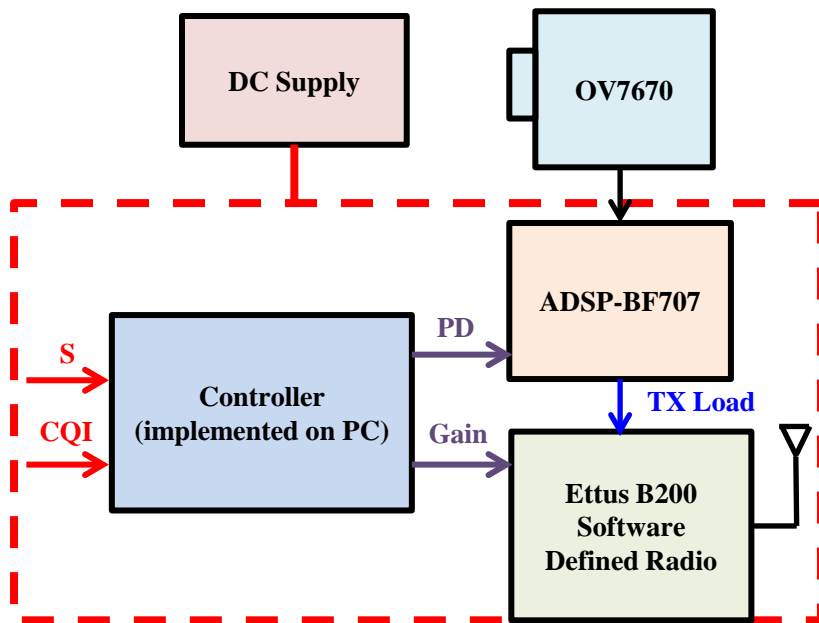 DC Supply
OV7670
ADSP-BF707
PD
S
Controller
(implemented on PC)
TX Load
CQI
Gain
Ettus B200
Software
Defined Radio